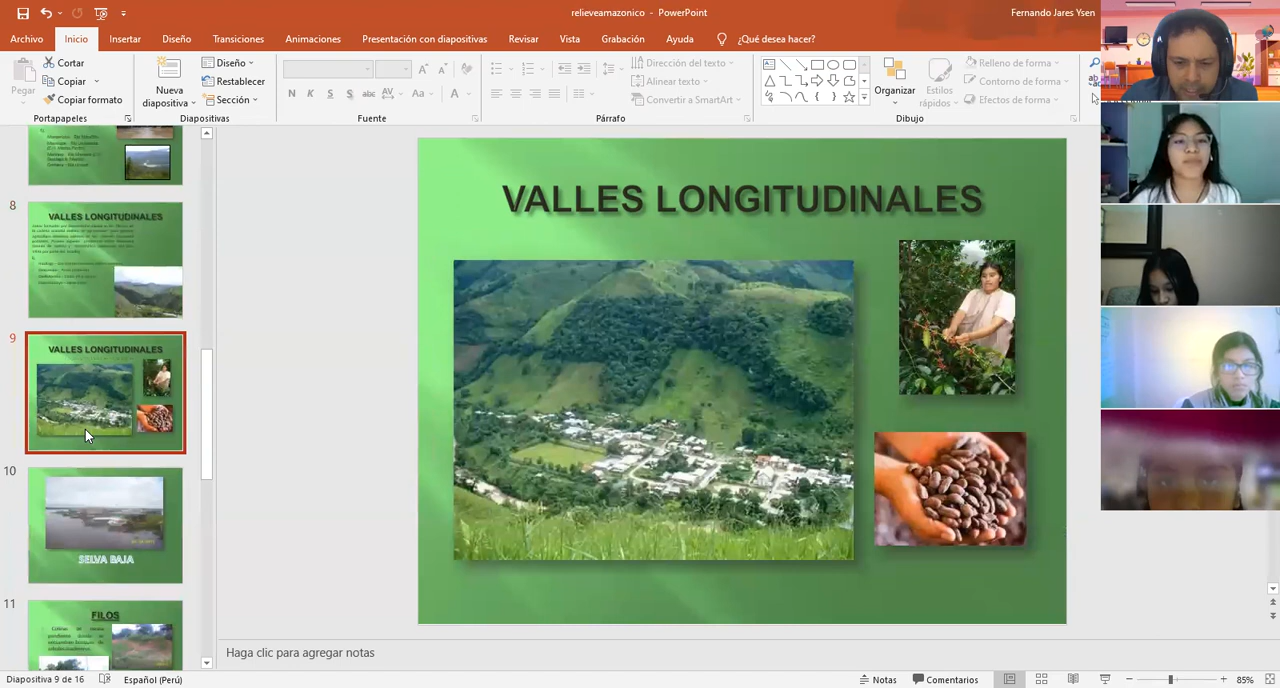 relieveamazonico - PowerPoint
Fernando Jares Ysen
Archivo Inicio Insertar Diseño Transiciones Animaciones Presentación con diapositivas Revisar Vista Grabación Ayuda ¿Qué desea hacer?
Pegar
Cortar
Copiar
Copiar formato
Portapapeles
Nueva
diapositiva
Diseño
Restablecer
Sección
Diapositivas
N K S S abc AV Aa A
Fuente
Dirección del texto
Alinear texto
Convertir a SmartArt
Párrafo
Organizar
Estilos
rápidos
Relleno de forma
Contorno de forma
Efectos de forma
Dibujo
8
VALLES LONGITUDINALES
9
VALLES LONGITUDINALES
10
SELVA BAJA
11
FILOS
VALLES LONGITUDINALES
Haga clic para agregar notas
Diapositiva 9 de 16
Español (Perú)
Notas
Comentarios
85%